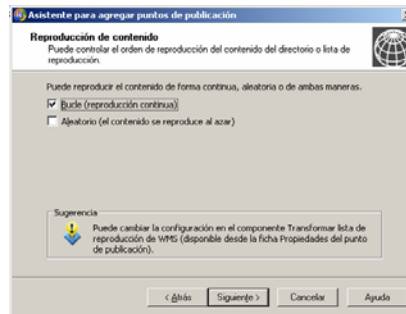 Asistente para agregar puntos de publicación
Reproducción de contenido
Puede controlar el orden de reproducción del contenido del directorio o lista de
reproducción.
Puede reproducir el contenido de forma continua, aleatoria o de ambas maneras.
Bucle (reproducción continua)
Aleatorio (el contenido se reproduce al azar)
Sugerencia
Puede cambiar la configuración en el componente Transformar lista de
reproducción de WMS (disponible desde la ficha Propiedades del punto
de publicación).
< Atrás Siguiente > Cancelar Ayuda